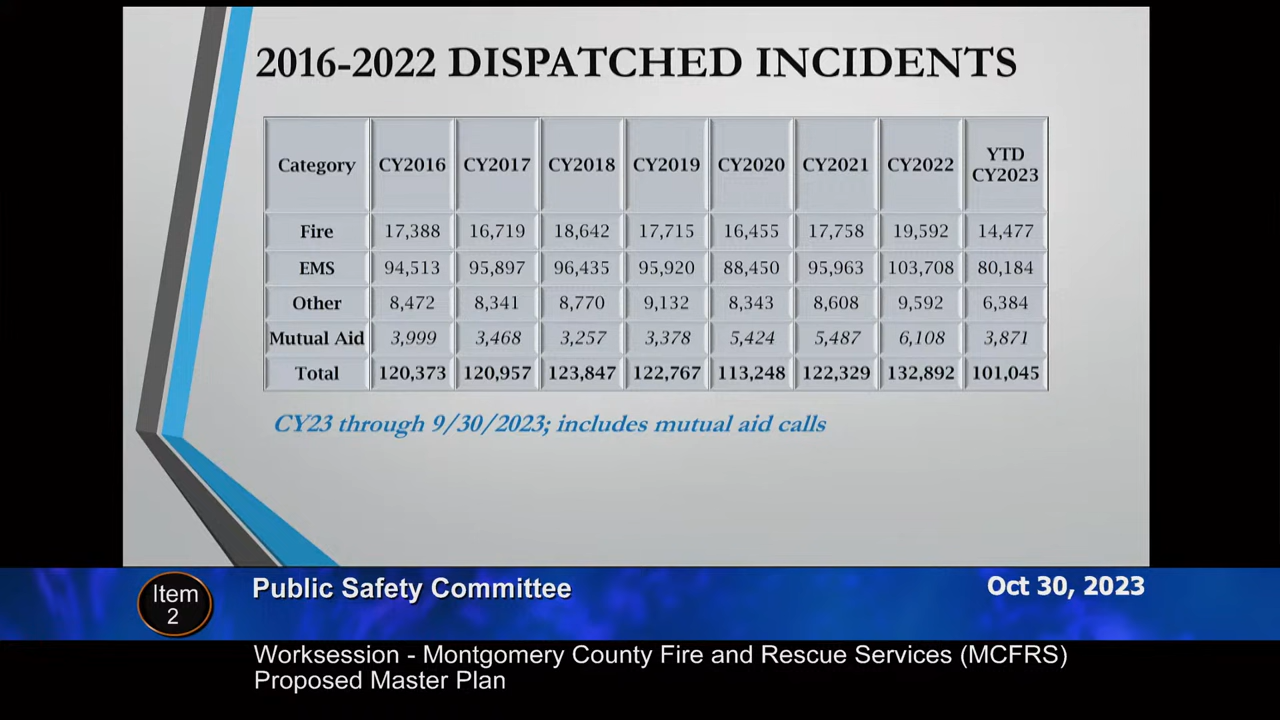 2016-2022 DISPATCHED INCIDENTS
Category CY2016 CY2017 CY2018 CY2019 CY2020 CY2021 CY2022 YTD CY2023
Fire 17,388 16,719 18,642 17,715 16,455 17,758 19,592 14,477
EMS 94,513 95,897 96,435 95,920 88,450 95,963 103,708 80,184
Other 8,472 8,341 8,770 9,132 8,343 8,608 9,592 6,384
Mutual Aid 3,999 3,468 3,257 3,378 5,424 5,487 6,108 3,871
Total 120,373 120,957 123,847 122,767 113,248 122,329 132,892 101,045
CY23 through 9/30/2023; includes mutual aid calls
Item
2
Public Safety Committee
Oct 30, 2023
Worksession - Montgomery County Fire and Rescue Services (MCFRS)
Proposed Master Plan